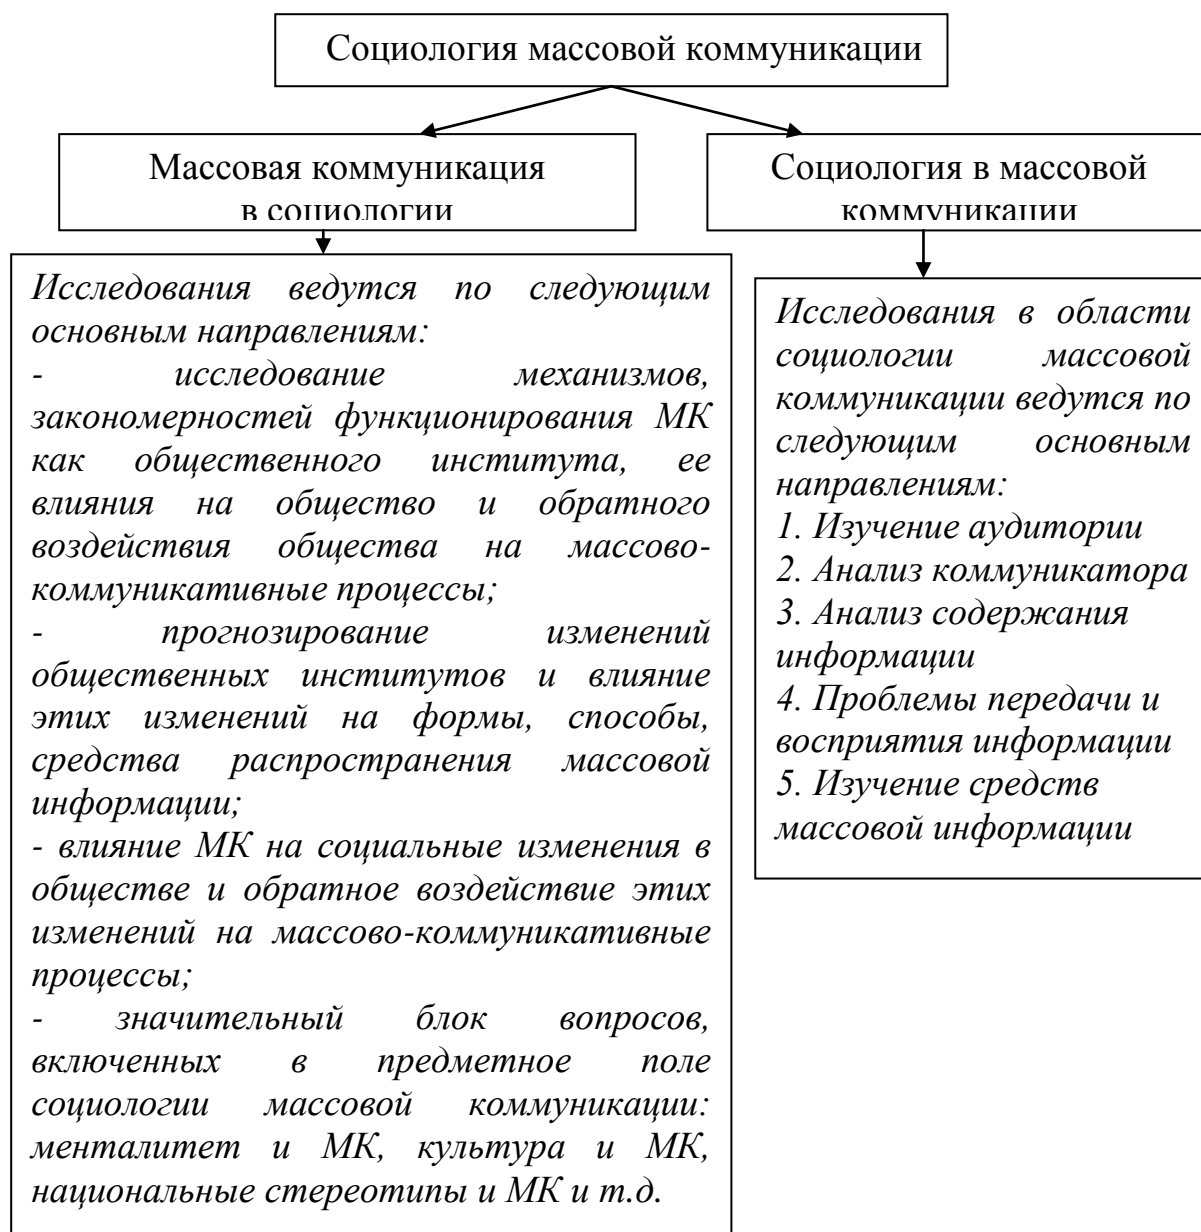 Социология массовой коммуникации
Массовая коммуникация
в социологии
Социология в массовой
коммуникации
Исследования ведутся по следующим
основным направлениям:
- исследование механизмов,
закономерностей функционирования МК
как общественного института, ее
влияния на общество и обратного
воздействия общества на массово-
коммуникативные процессы;
- прогнозирование изменений
общественных институтов и влияние
этих изменений на формы, способы,
средства распространения массовой
информации;
- влияние МК на социальные изменения в
обществе и обратное воздействие этих
изменений на массово-коммуникативные
процессы;
- значительный блок вопросов,
включенных в предметное поле
социологии массовой коммуникации:
менталитет и МК, культура и МК,
национальные стереотипы и МК и т.д.
Исследования в области
социологии массовой
коммуникации ведутся по
следующим основным
направлениям:
1. Изучение аудитории
2. Анализ коммуникатора
3. Анализ содержания
информации
4. Проблемы передачи и
восприятия информации
5. Изучение средств
массовой информации